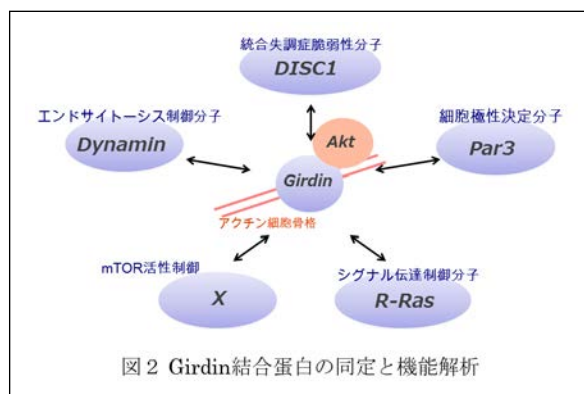 統合失調症脆弱性分子
DISC1
エンドサイトーシス制御分子
Dynamin
細胞極性決定分子
Par3
Akt
Girdin
アクチン細胞骨格
mTOR活性制御
X
シグナル伝達制御分子
R-Ras
図２ Girdin結合蛋白の同定と機能解析